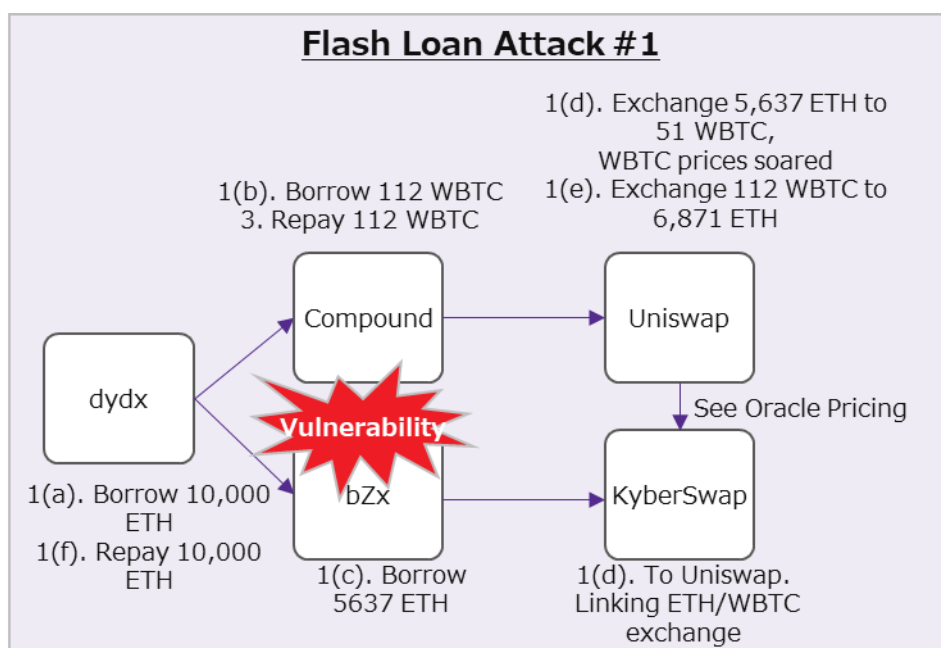 Flash Loan Attack #1
1(d). Exchange 5,637 ETH to
51 WBTC,
WBTC prices soared
1(e). Exchange 112 WBTC to
6,871 ETH
1(b). Borrow 112 WBTC
3. Repay 112 WBTC
Compound
Uniswap
dydx
Vulnerability
See Oracle Pricing
bZx
KyberSwap
1(a). Borrow 10,000
ETH
1(f). Repay 10,000
ETH
1(c). Borrow
5637 ETH
1(d). To Uniswap.
Linking ETH/WBTC
exchange